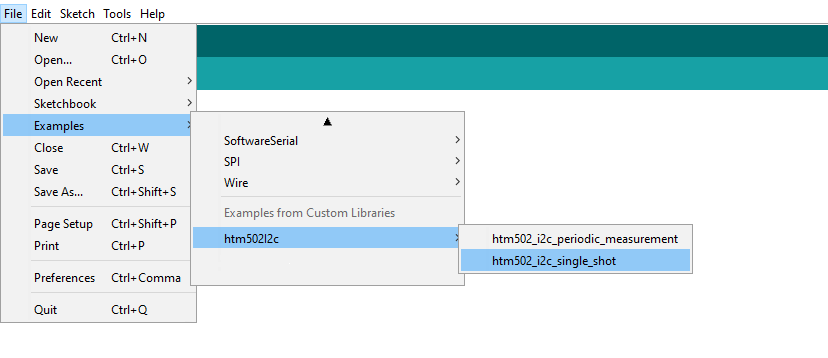 File Edit Sketch Tools Help
New Ctrl+N
Open... Ctrl+O
Open Recent
Sketchbook
Examples
Close Ctrl+W
Save Ctrl+S
Save As... Ctrl+Shift+S
Page Setup Ctrl+Shift+P
Print Ctrl+P
Preferences Ctrl+Comma
Quit Ctrl+Q
SoftwareSerial
SPI
Wire
Examples from Custom Libraries
htm502I2c
htm502_i2c_periodic_measurement
htm502_i2c_single_shot